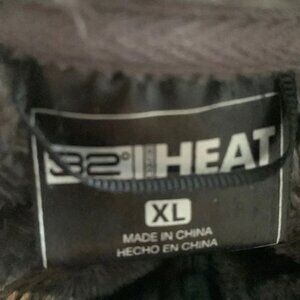 32° HEAT
XL
MADE IN CHINA
HECHO EN CHINA